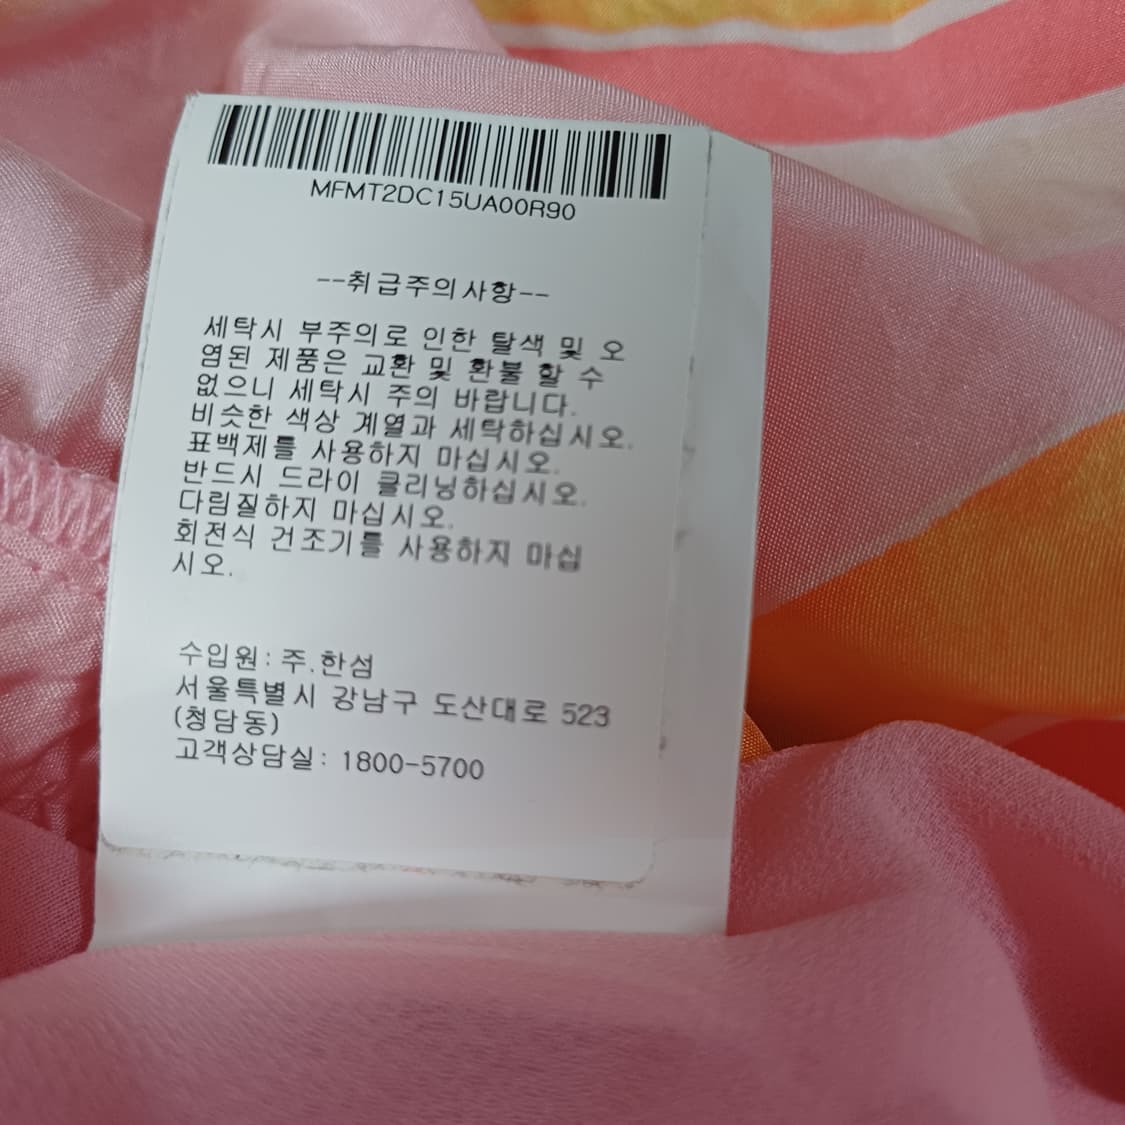 MFMT2DC15UA00R90
--취급주의사항--
세탁시 부주의로 인한 탈색 및 오
염된 제품은 교환 및 환불 할 수
없으니 세탁시 주의 바랍니다.
비슷한 색상 계열과 세탁하십시오.
표백제를 사용하지 마십시오.
반드시 드라이 클리닝하십시오.
다림질하지 마십시오.
회전식 건조기를 사용하지 마십
시오.
수입원: 주.한섬
서울특별시 강남구 도산대로 523
(청담동)
고객상담실: 1800-5700